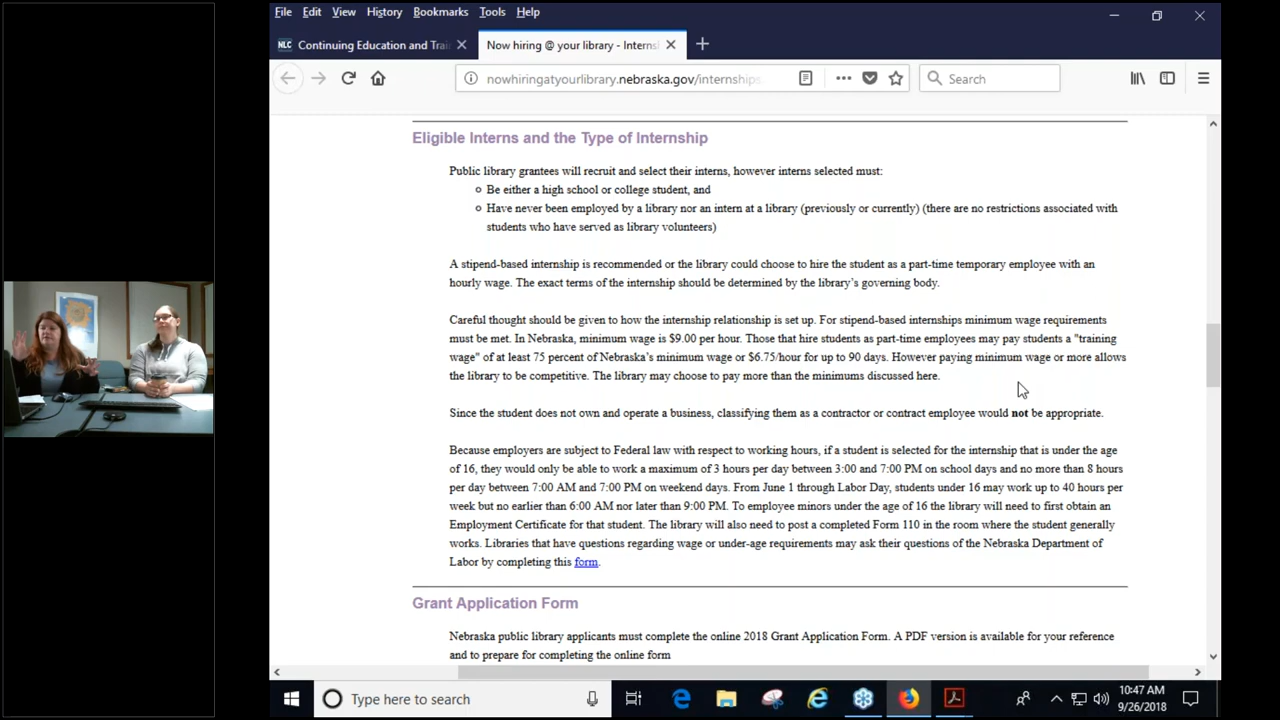 File Edit View History Bookmarks Tools Help
NLC Continuing Education and Trai
Now hiring @ your library - Interns
nowhiringatyourlibrary.nebraska.gov/internships
Search
Eligible Interns and the Type of Internship
Public library grantees will recruit and select their interns, however interns selected must:
Be either a high school or college student, and
Have never been employed by a library nor an intern at a library (previously or currently) (there are no restrictions associated with
students who have served as library volunteers)
A stipend-based internship is recommended or the library could choose to hire the student as a part-time temporary employee with an
hourly wage. The exact terms of the internship should be determined by the library's governing body.
Careful thought should be given to how the internship relationship is set up. For stipend-based internships minimum wage requirements
must be met. In Nebraska, minimum wage is $9.00 per hour. Those that hire students as part-time employees may pay students a "training
wage" of at least 75 percent of Nebraska's minimum wage or $6.75/hour for up to 90 days. However paying minimum wage or more allows
the library to be competitive. The library may choose to pay more than the minimums discussed here.
Since the student does not own and operate a business, classifying them as a contractor or contract employee would not be appropriate.
Because employers are subject to Federal law with respect to working hours, if a student is selected for the internship that is under the age
of 16, they would only be able to work a maximum of 3 hours per day between 3:00 and 7:00 PM on school days and no more than 8 hours
per day between 7:00 AM and 7:00 PM on weekend days. From June 1 through Labor Day, students under 16 may work up to 40 hours per
week but no earlier than 6:00 AM nor later than 9:00 PM. To employee minors under the age of 16 the library will need to first obtain an
Employment Certificate for that student. The library will also need to post a completed Form 110 in the room where the student generally
works. Libraries that have questions regarding wage or under-age requirements may ask their questions of the Nebraska Department of
Labor by completing this form.
Grant Application Form
Nebraska public library applicants must complete the online 2018 Grant Application Form. A PDF version is available for your reference
and to prepare for completing the online form
Type here to search
10:47 AM
9/26/2018